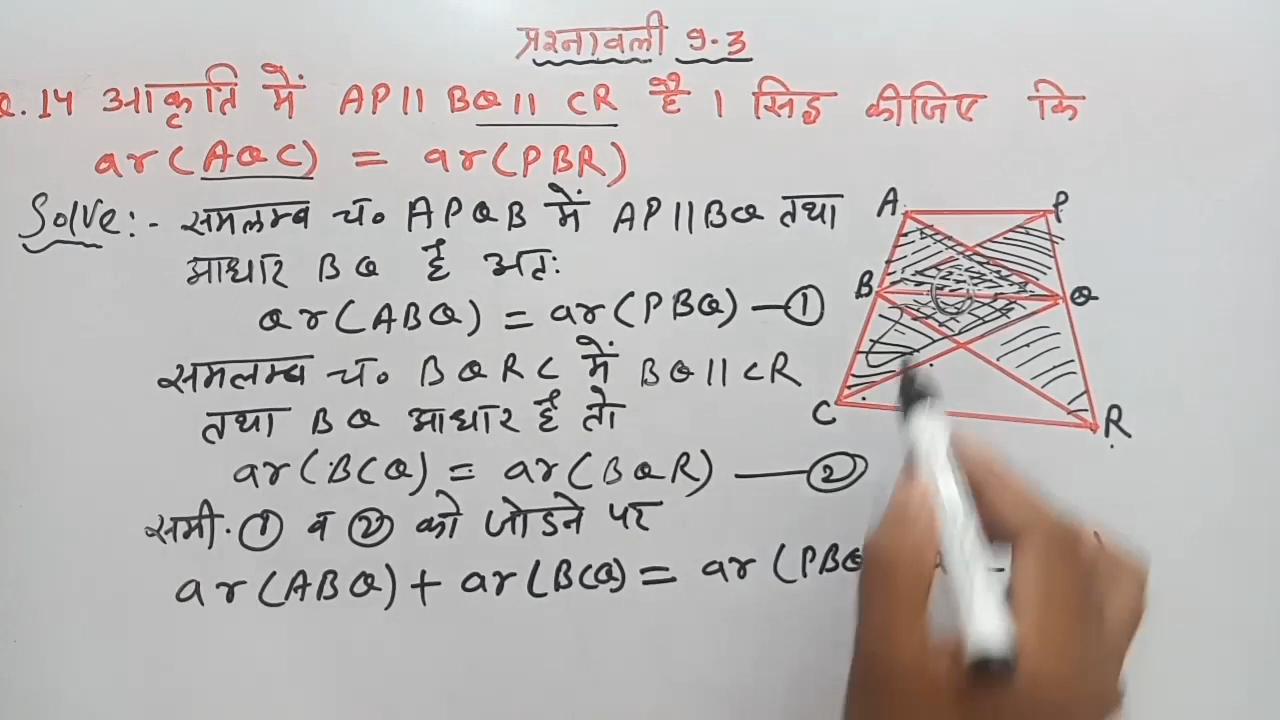 प्रश्नावली 9.3
Q.14 आकृति में AP || BQ || CR है । सिद्ध कीजिए कि
ar(AQC) = ar(PBR)
Solve:- समलम्ब च० APQB में AP||BQ तथा
आधार BQ है अतः
ar(ABQ) = ar(PBQ) — ①
समलम्ब च० BQRC में BQ||CR
तथा BQ आधार है तो
ar(BCQ) = ar(BQR) — ②
समी. ① व ② को जोडने पर
ar(ABQ) + ar(BCQ) = ar(PBQ
A P
B Q
C R